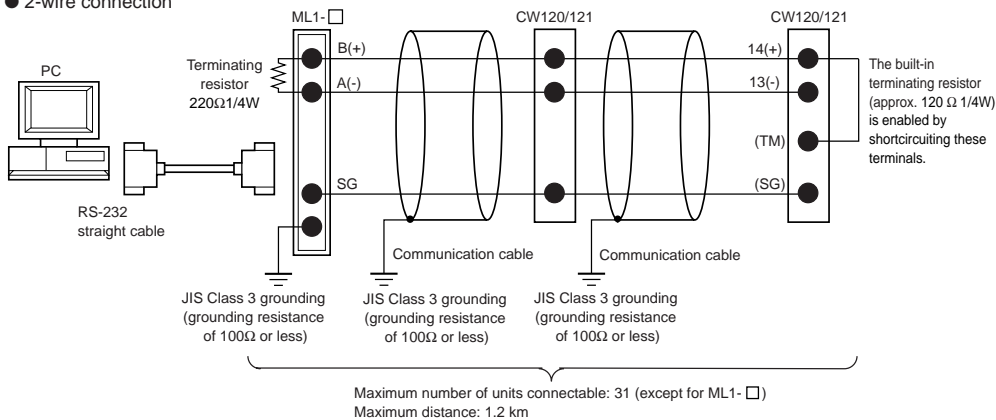 ● 2-wire connection
ML1- □
CW120/121
CW120/121
PC
Terminating
resistor
220Ω1/4W
B(+)
A(-)
SG
14(+)
13(-)
(TM)
(SG)
The built-in
terminating resistor
(approx. 120 Ω 1/4W)
is enabled by
shortcircuiting these
terminals.
RS-232
straight cable
Communication cable
Communication cable
JIS Class 3 grounding
(grounding resistance
of 100Ω or less)
JIS Class 3 grounding
(grounding resistance
of 100Ω or less)
JIS Class 3 grounding
(grounding resistance
of 100Ω or less)
Maximum number of units connectable: 31 (except for ML1- □)
Maximum distance: 1.2 km